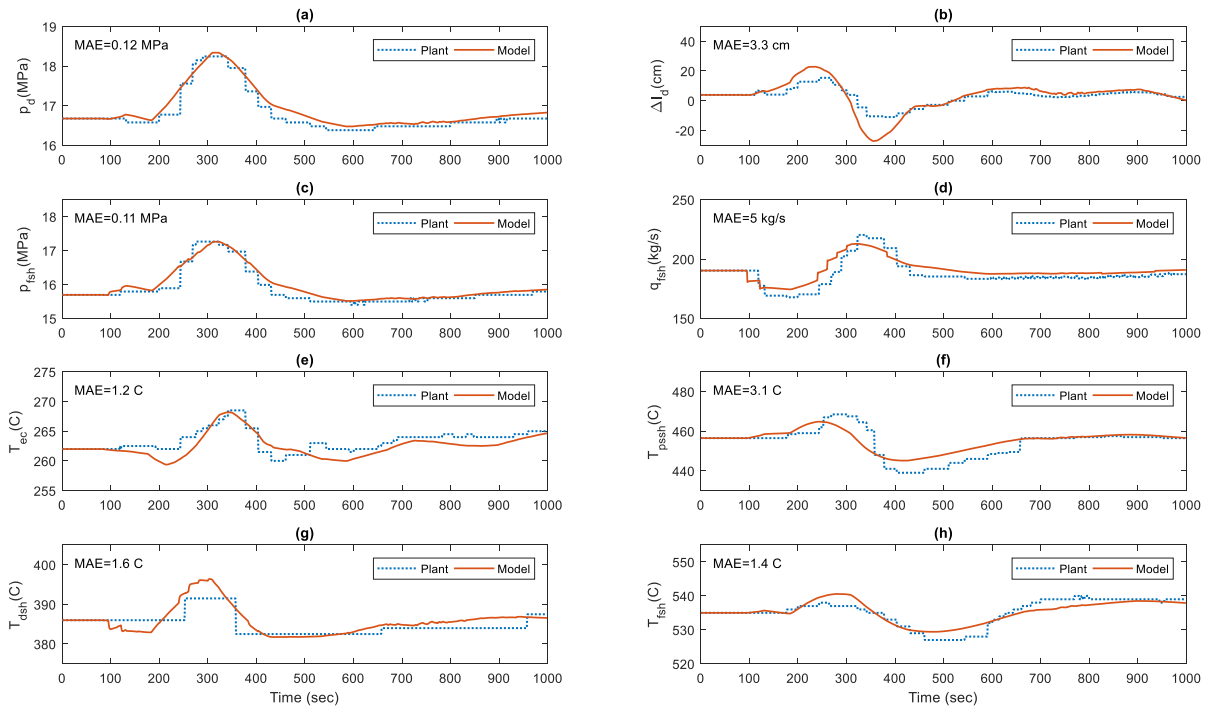 (a)
MAE=0.12 MPa
Plant Model
p_d(MPa)
19
18
17
16
0 100 200 300 400 500 600 700 800 900 1000
(b)
MAE=3.3 cm
Plant Model
Δl_d(cm)
40
20
0
-20
0 100 200 300 400 500 600 700 800 900 1000
(c)
MAE=0.11 MPa
Plant Model
p_fsh(MPa)
18
17
16
15
0 100 200 300 400 500 600 700 800 900 1000
(d)
MAE=5 kg/s
Plant Model
q_fsh(kg/s)
250
200
150
0 100 200 300 400 500 600 700 800 900 1000
(e)
MAE=1.2 C
Plant Model
T_ec(C)
275
270
265
260
255
0 100 200 300 400 500 600 700 800 900 1000
(f)
MAE=3.1 C
Plant Model
T_pssh(C)
480
460
440
0 100 200 300 400 500 600 700 800 900 1000
(g)
MAE=1.6 C
Plant Model
T_dsh(C)
400
390
380
0 100 200 300 400 500 600 700 800 900 1000
Time (sec)
(h)
MAE=1.4 C
Plant Model
T_fsh(C)
550
540
530
520
0 100 200 300 400 500 600 700 800 900 1000
Time (sec)